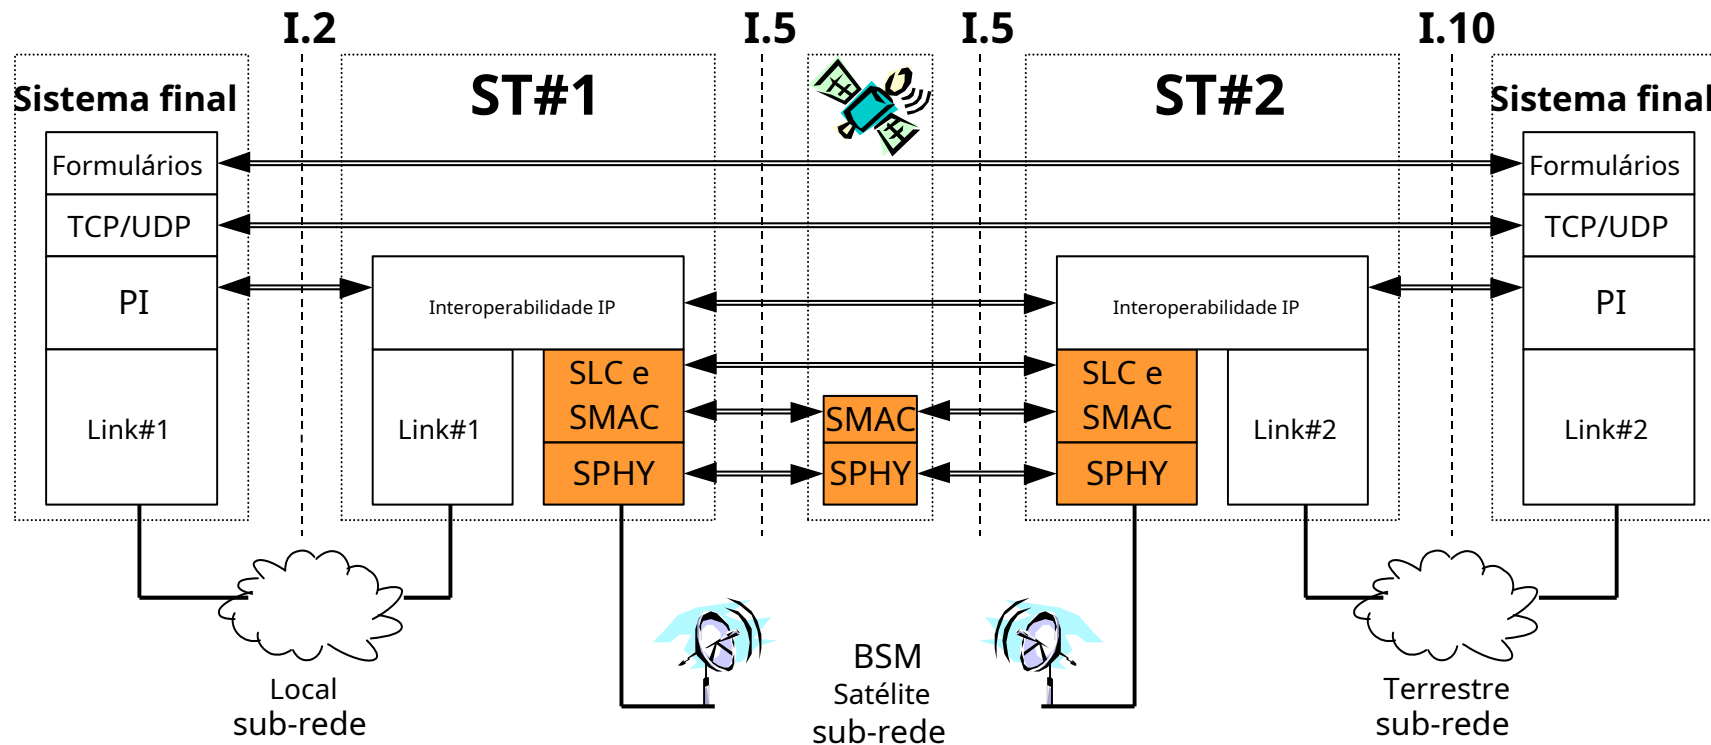 I.2
I.5
I.5
I.10
Sistema final
ST#1
ST#2
Sistema final
Formulários
Formulários
TCP/UDP
TCP/UDP
PI
Interoperabilidade IP
Interoperabilidade IP
PI
Link#1
Link#1
SLC e
SMAC
SPHY
SMAC
SPHY
SLC e
SMAC
SPHY
Link#2
Link#2
Local
sub-rede
BSM
Satélite
sub-rede
Terrestre
sub-rede